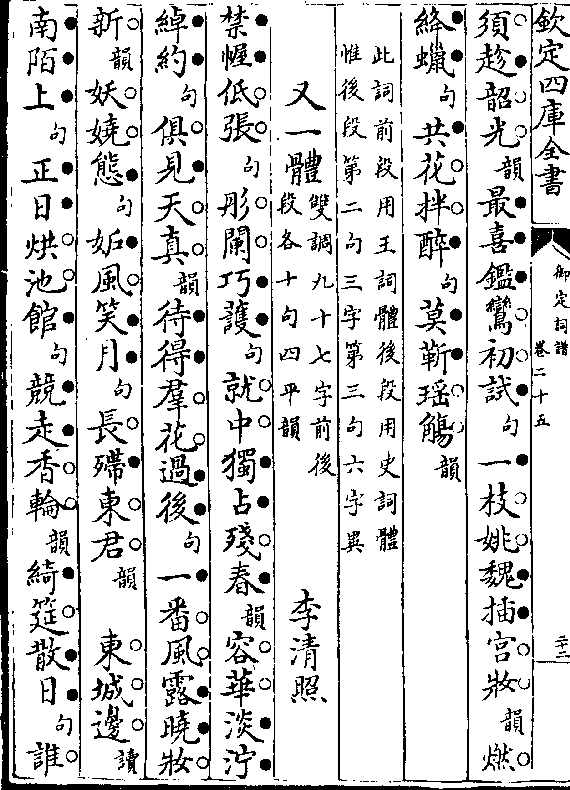 欽定四庫全書
御定詞譜
卷二十五
二十二
須趁韶光韻最喜鑑鸞初試句一枝姚魏插宮妝韻燃
絳蠟句共花拌醉句莫靳瑶觴韻
此詞前段用王詞體後段用史詞體
惟後段第二句三字第三句六字異
又一體雙調九十七字前後
段各十句四平韻
李清照
禁幄低張句彤闌巧護句就中獨占殘春韻容華淡泞
綽約句俱見天真韻待得羣花過後句一番風露曉妝
新韻妖嬈態句妬風笑月句長殢東君韻東城邊讀
南陌上句正日烘池館句競走香輪韻綺筵散日句誰